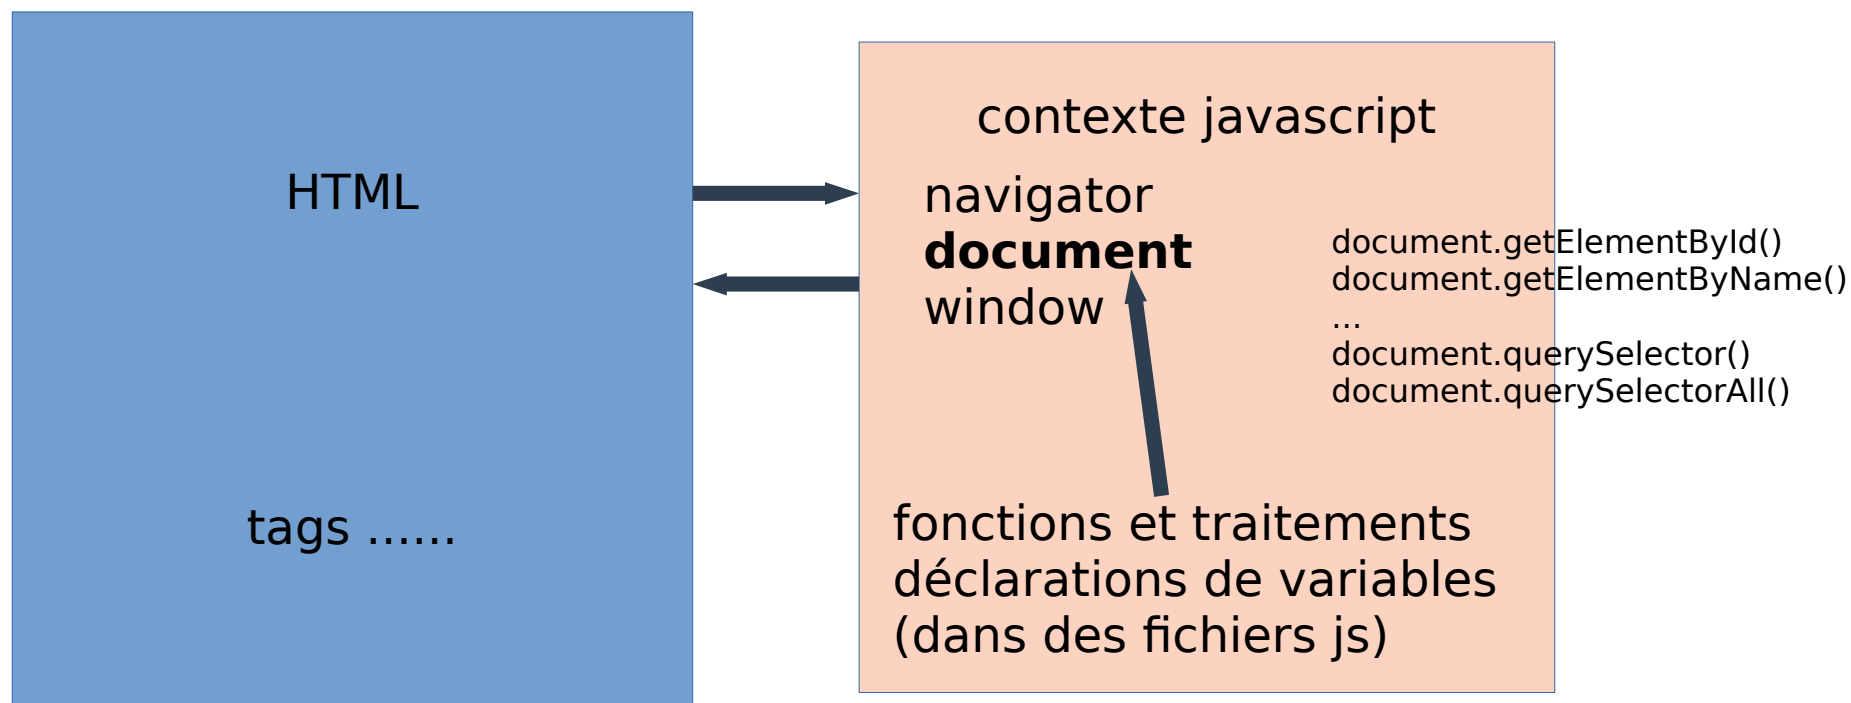 HTML
tags ......
contexte javascript
navigator
document
window
document.getElementById()
document.getElementByName()
...
document.querySelector()
document.querySelectorAll()
fonctions et traitements
déclarations de variables
(dans des fichiers js)